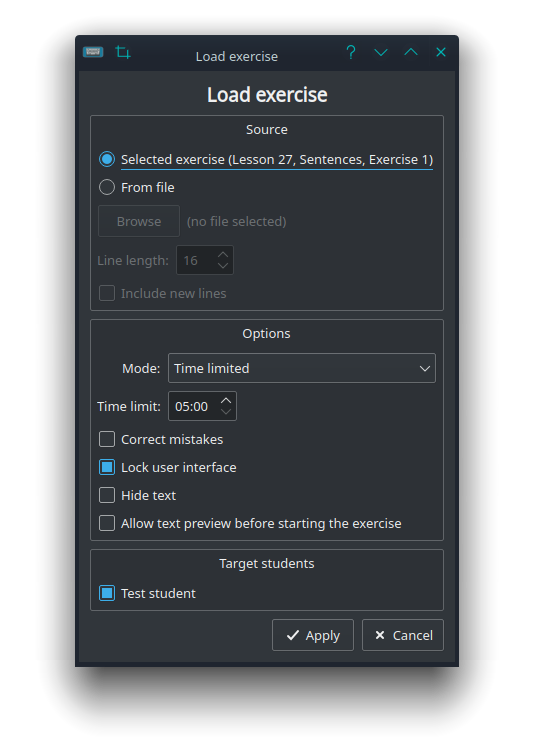 Load exercise
Load exercise
Source
Selected exercise (Lesson 27, Sentences, Exercise 1)
From file
Browse (no file selected)
Line length: 16
Include new lines
Options
Mode: Time limited
Time limit: 05:00
Correct mistakes
Lock user interface
Hide text
Allow text preview before starting the exercise
Target students
Test student
Apply Cancel